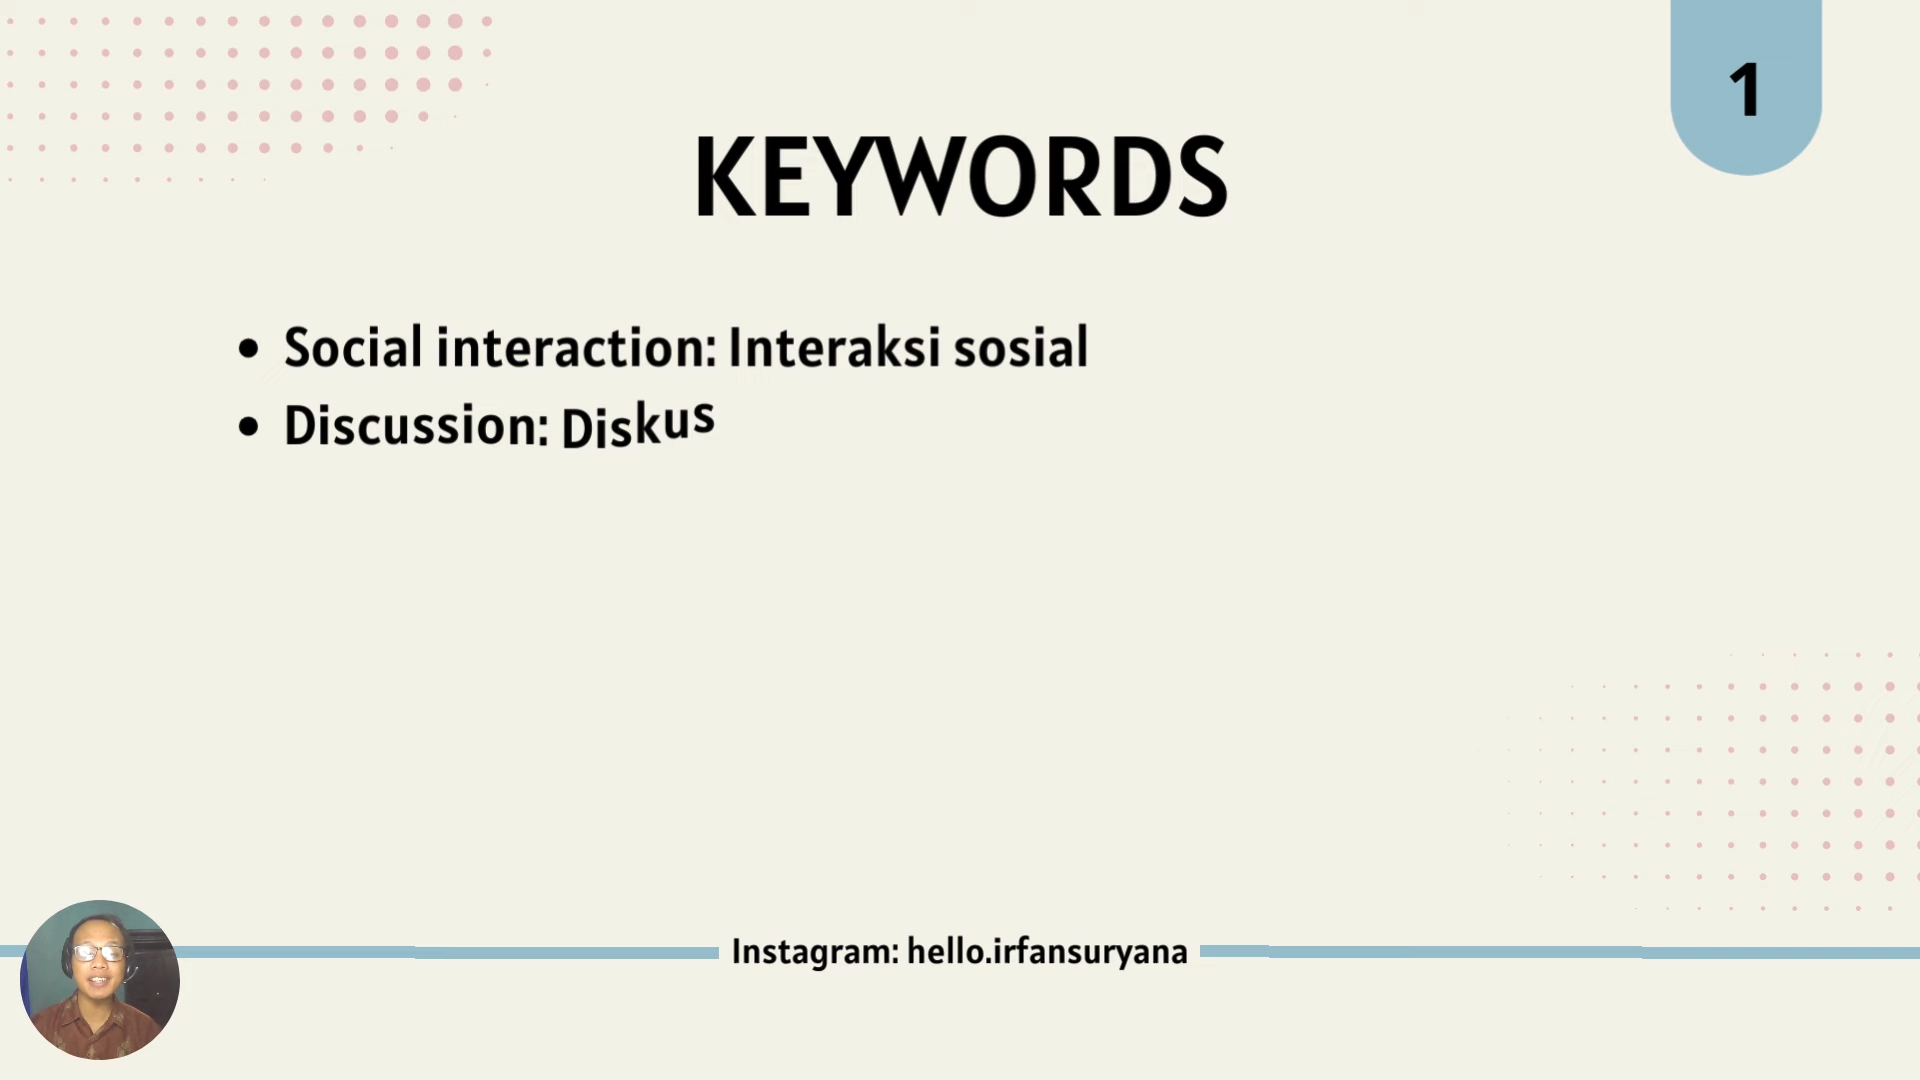 1
KEYWORDS
• Social interaction: Interaksi sosial
• Discussion: Diskus
Instagram: hello.irfansuryana